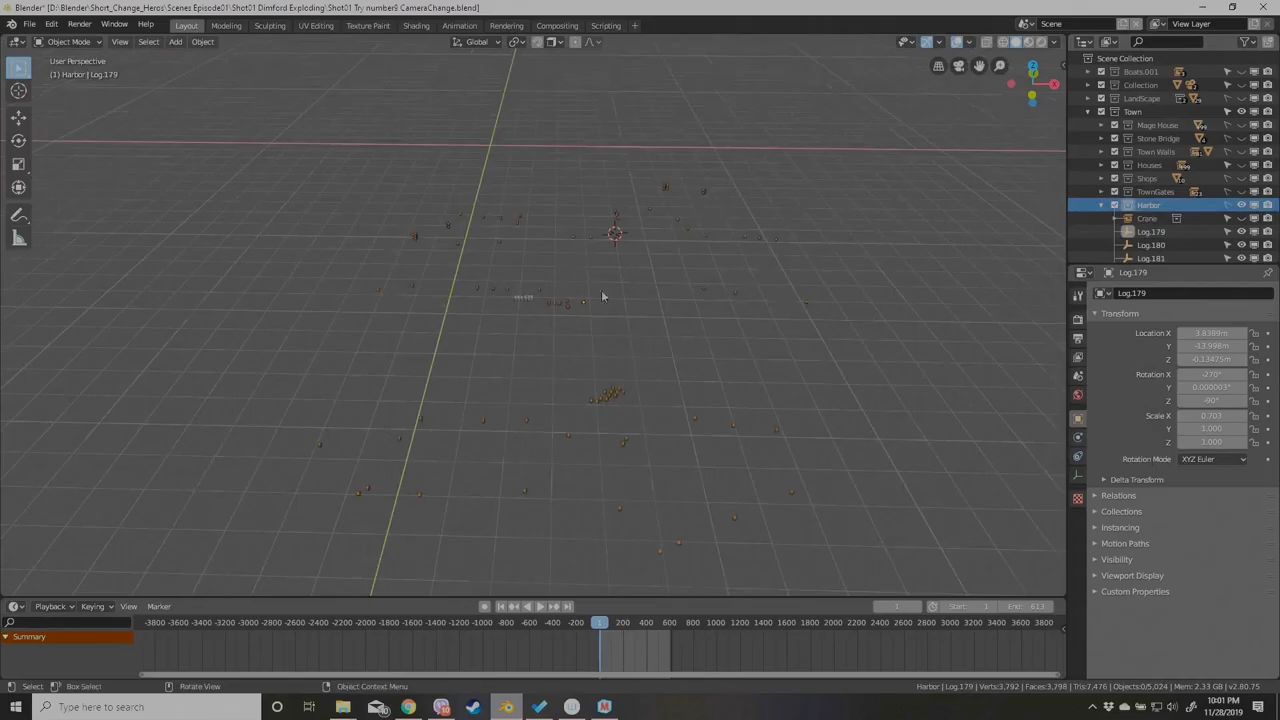 Blender* [D:\Blender\Short_Change_Heros\Scenes Episode01\Shot01 Dimford Exploding\Shot01 Try number9 CameraChange.blend]
File Edit Render Window Help Layout Modeling Sculpting UV Editing Texture Paint Shading Animation Rendering Compositing Scripting + Scene View Layer
Object Mode View Select Add Object Global
User Perspective
(1) Harbor | Log.179
Scene Collection
Boats.001
Collection
LandScape
Town
Mage House
Stone Bridge
Town Walls
Houses
Shops
TownGates
Harbor
Crane
Log.179
Log.180
Log.181
Log.179
Log.179
Transform
Location X 3.8389m
Y -13.998m
Z -0.13475m
Rotation X -270°
Y 0.000003°
Z -90°
Scale X 0.703
Y 1.000
Z 1.000
Rotation Mode XYZ Euler
Delta Transform
Relations
Collections
Instancing
Motion Paths
Visibility
Viewport Display
Custom Properties
Playback Keying View Marker 1 Start: 1 End: 613
-3800 -3600 -3400 -3200 -3000 -2800 -2600 -2400 -2200 -2000 -1800 -1600 -1400 -1200 -1000 -800 -600 -400 -200 1 200 400 600 800 1000 1200 1400 1600 1800 2000 2200 2400 2600 2800 3000 3200 3400 3600 3800
Summary
Select Box Select Rotate View Object Context Menu Harbor | Log.179 | Verts:3,792 | Faces:3,798 | Tris:7,476 | Objects:0/5,024 | Mem: 2.33 GB | v2.80.75
Type here to search
10:01 PM
11/28/2019